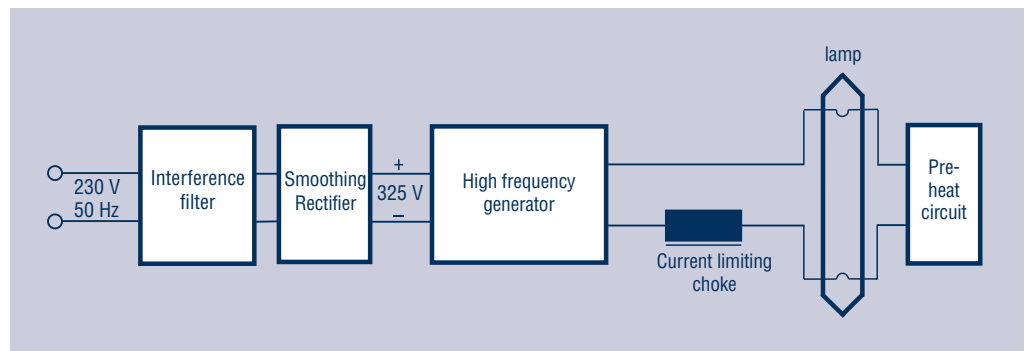 lamp
230 V
50 Hz
Interference
filter
Smoothing
Rectifier
+
325 V
–
High frequency
generator
Current limiting
choke
Pre-
heat
circuit